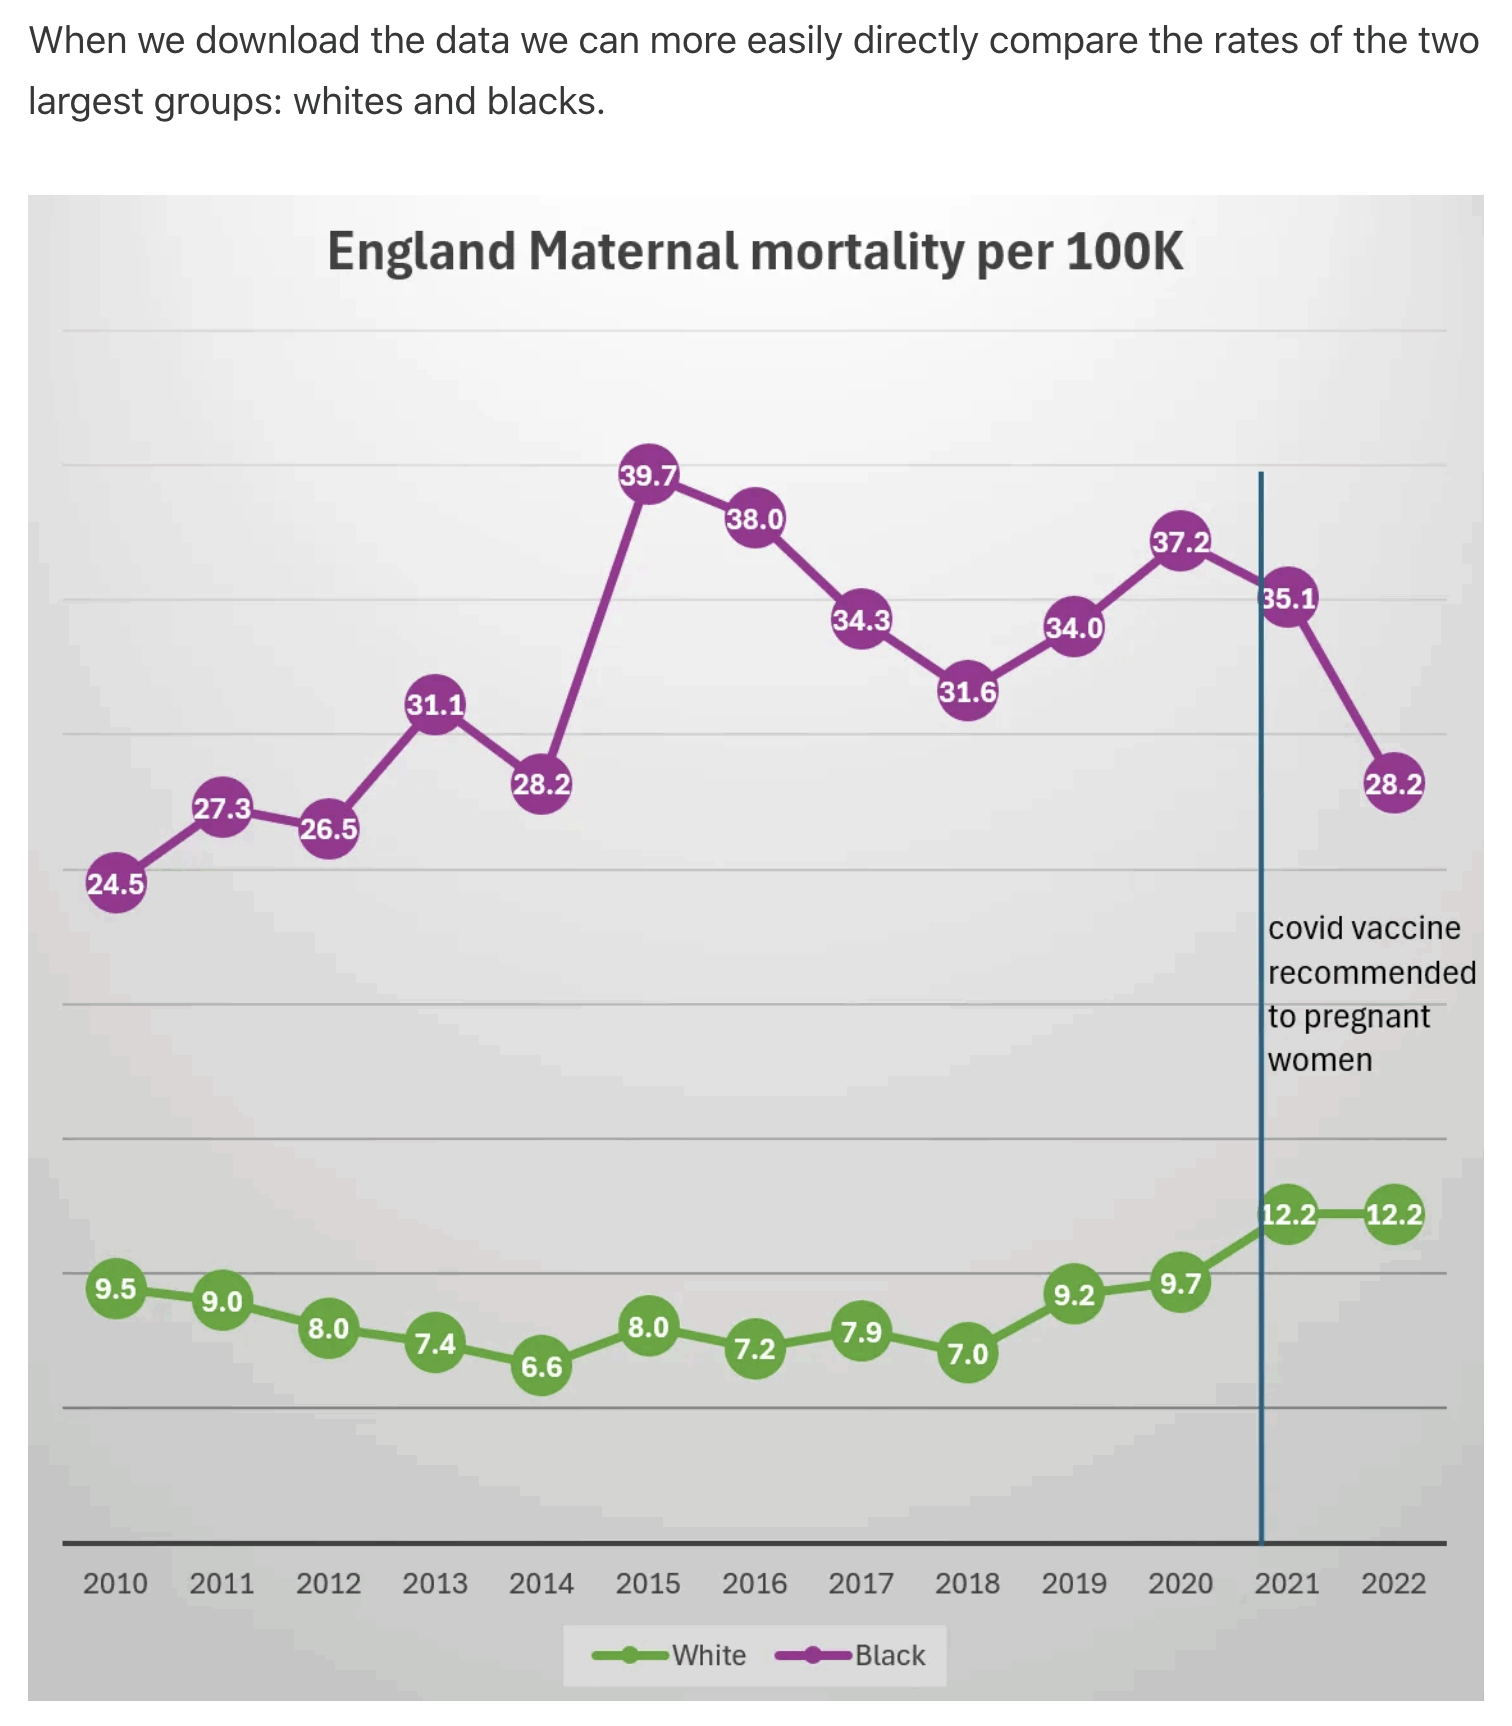 When we download the data we can more easily directly compare the rates of the two
largest groups: whites and blacks.
England Maternal mortality per 100K
39.7
38.0
37.2
35.1
34.3
34.0
31.6
31.1
28.2
28.2
27.3
26.5
24.5
covid vaccine
recommended
to pregnant
women
12.2
12.2
9.5
9.0
8.0
7.4
6.6
8.0
7.2
7.9
7.0
9.2
9.7
2010 2011 2012 2013 2014 2015 2016 2017 2018 2019 2020 2021 2022
White Black